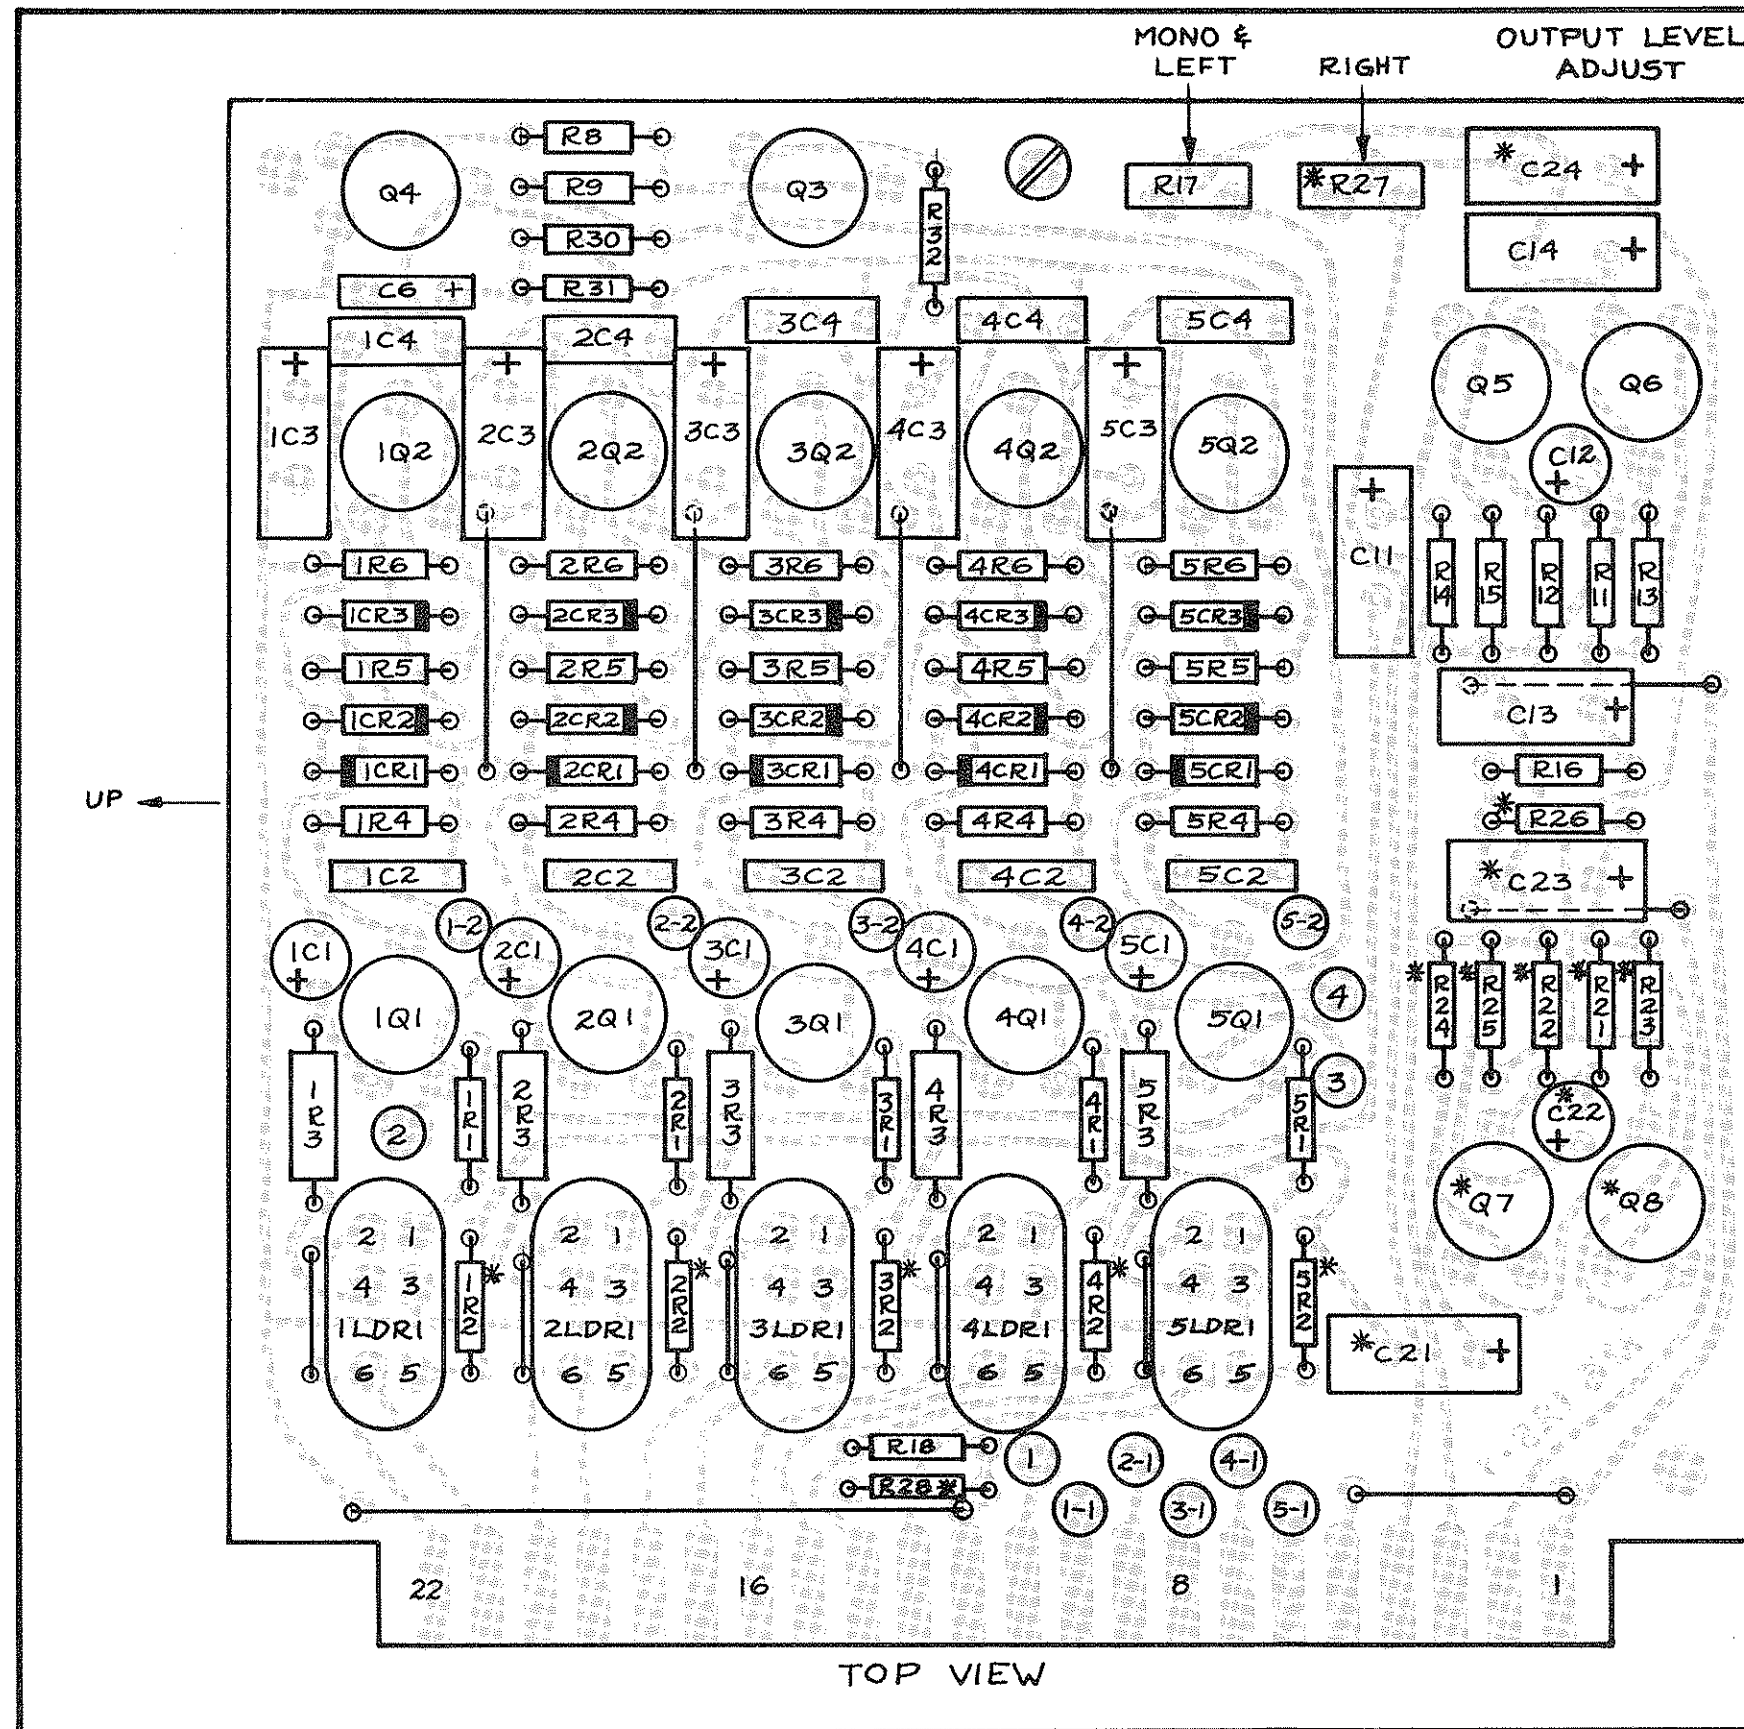 MONO &
LEFT
RIGHT
OUTPUT LEVEL
ADJUST
R8
Q4
R9
Q3
R30
R32
R17
*R27
* C24 +
C14 +
C6 +
R31
1C4
2C4
3C4
4C4
5C4
+ + + + +
Q5
Q6
1C3
1Q2
2C3
2Q2
3C3
3Q2
4C3
4Q2
5C3
5Q2
C12
+
+
C11
1R6
2R6
3R6
4R6
5R6
R14
R15
R12
R11
R13
1CR3
2CR3
3CR3
4CR3
5CR3
1R5
2R5
3R5
4R5
5R5
1CR2
2CR2
3CR2
4CR2
5CR2
C13 +
1CR1
2CR1
3CR1
4CR1
5CR1
R16
UP
1R4
2R4
3R4
4R4
5R4
*
R26
1C2
2C2
3C2
4C2
5C2
* C23 +
1C1
+
1-2
2C1
+
2-2
3C1
+
3-2
4C1
+
4-2
5C1
+
5-2
1Q1
2Q1
3Q1
4Q1
5Q1
4
* R24
* R25
* R22
* R21
* R23
1R3
2
1R1
2R3
2R1
3R3
3R1
4R3
4R1
5R3
5R1
3
*
C22
+
*Q7
*Q8
2 1
4 3
1LDR1
6 5
1R2 *
2 1
4 3
2LDR1
6 5
2R2 *
2 1
4 3
3LDR1
6 5
3R2 *
2 1
4 3
4LDR1
6 5
4R2 *
2 1
4 3
5LDR1
6 5
5R2 *
*C21 +
R18
R28*
1
2-1
4-1
1-1
3-1
5-1
22
16
8
1
TOP VIEW